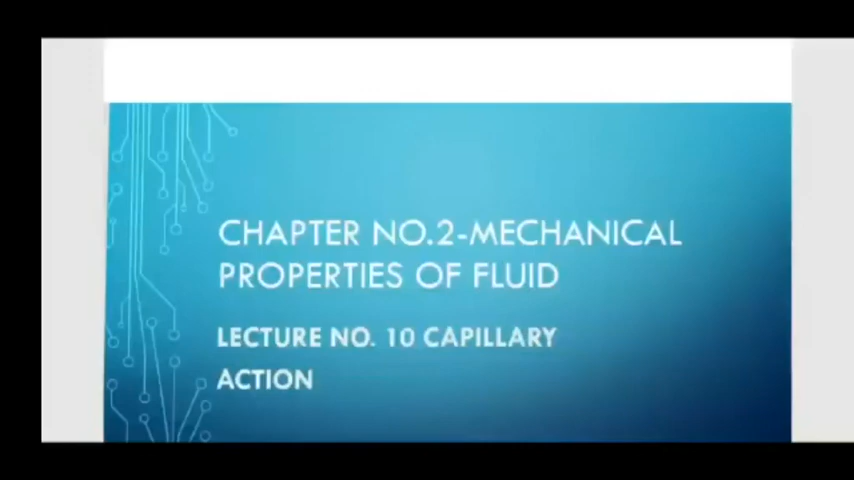 CHAPTER NO.2-MECHANICAL
PROPERTIES OF FLUID
LECTURE NO. 10 CAPILLARY
ACTION